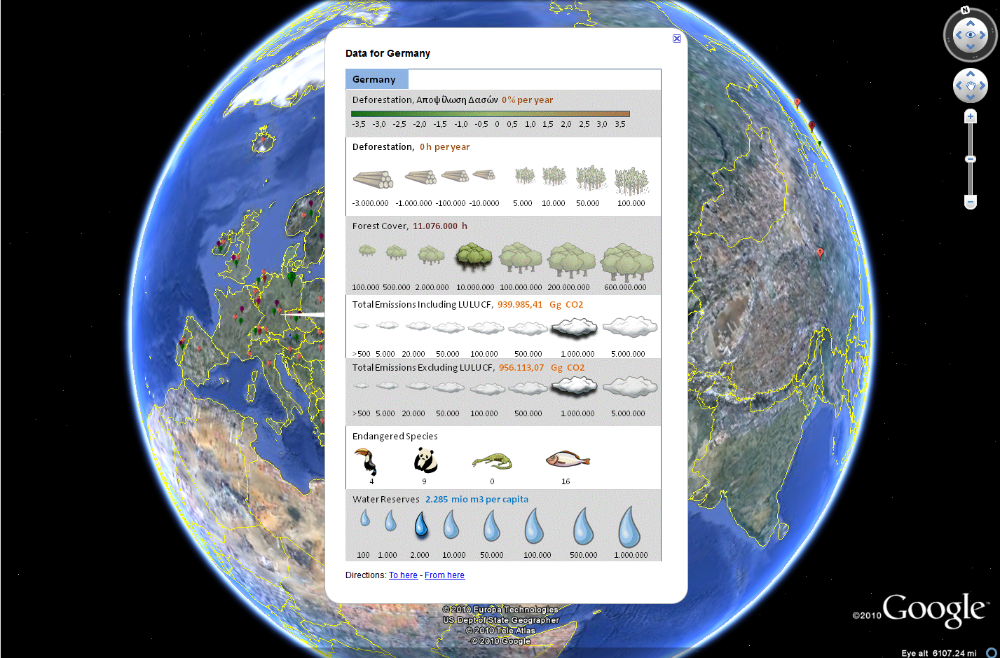 N
Data for Germany
Germany
Deforestation, Αποψίλωση Δασών 0% per year
-3,5 -3,0 -2,5 -2,0 -1,5 -1,0 -0,5 0 0,5 1,0 1,5 2,0 2,5 3,0 3,5
Deforestation, 0 h per year
-3.000.000 -1.000.000 -100.000 -10.0000 5.000 10.000 50.000 100.000
Forest Cover, 11.076.000 h
100.000 500.000 2.000.000 10.000.000 100.000.000 200.000.000 600.000.000
Total Emissions Including LULUCF, 939.985,41 Gg CO2
>500 5.000 20.000 50.000 100.000 500.000 1.000.000 5.000.000
Total Emissions Excluding LULUCF, 956.113,07 Gg CO2
>500 5.000 20.000 50.000 100.000 500.000 1.000.000 5.000.000
Endangered Species
4 9 0 16
Water Reserves 2.285 mio m3 per capita
100 1.000 2.000 10.000 50.000 100.000 500.000 1.000.000
Directions: To here - From here
© 2010 Europa Technologies
US Dept of State Geographer
© 2010 Tele Atlas
© 2010 Google
©2010 Google™
Eye alt 6107.24 mi